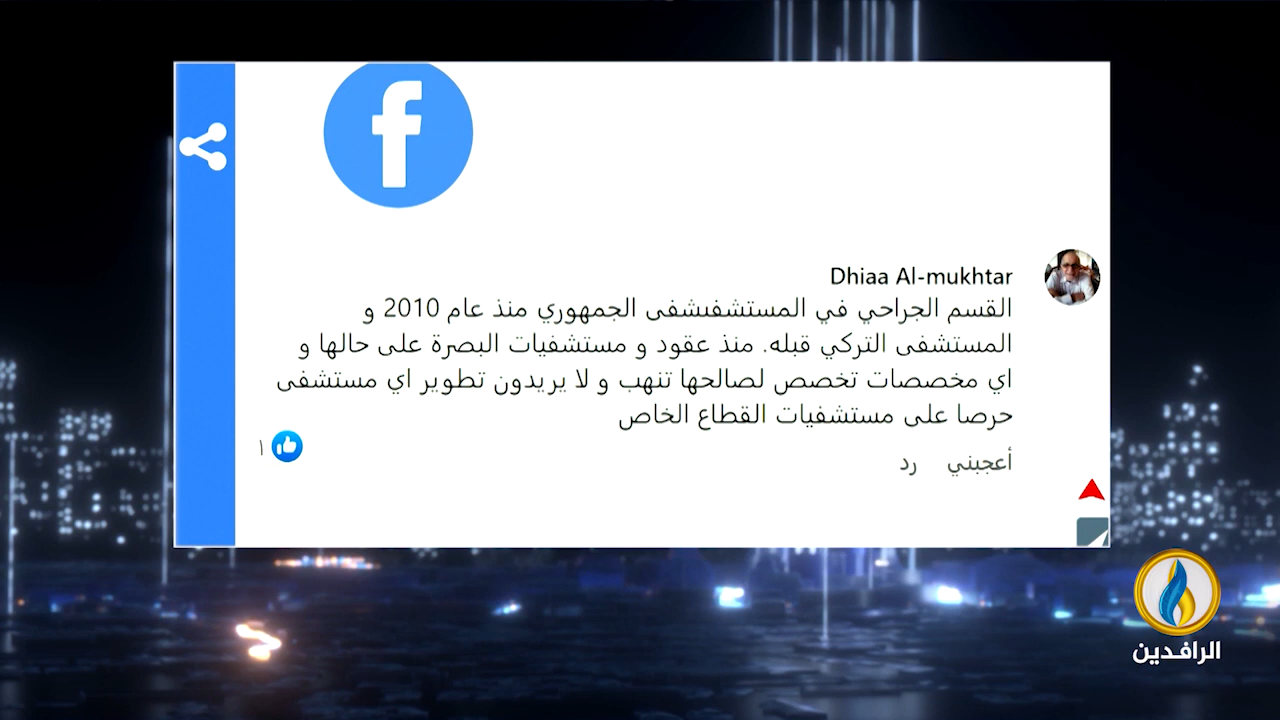 Dhiaa Al-mukhtar
القسم الجراحي في المستشفىشفى الجمهوري منذ عام 2010 و
المستشفى التركي قبله. منذ عقود و مستشفيات البصرة على حالها و
اي مخصصات تخصص لصالحها تنهب و لا يريدون تطوير اي مستشفى
حرصا على مستشفيات القطاع الخاص
أعجبني رد
١
الرافدين